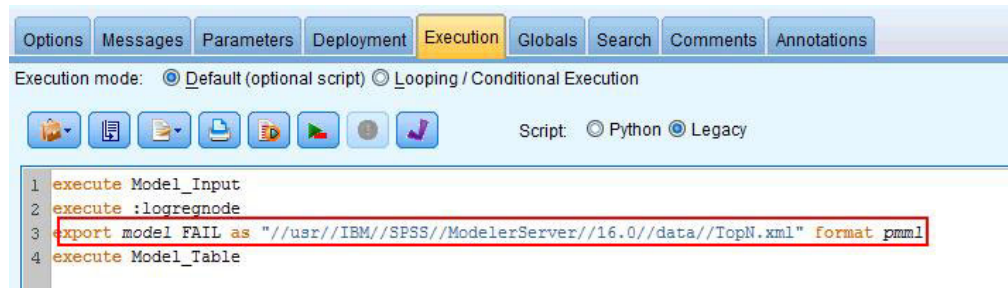 Options Messages Parameters Deployment Execution Globals Search Comments Annotations
Execution mode: Default (optional script) Looping / Conditional Execution
Script: Python Legacy
1 execute Model_Input
2 execute :logregnode
3 export model FAIL as "//usr//IBM//SPSS//ModelerServer//16.0//data//TopN.xml" format pmml
4 execute Model_Table